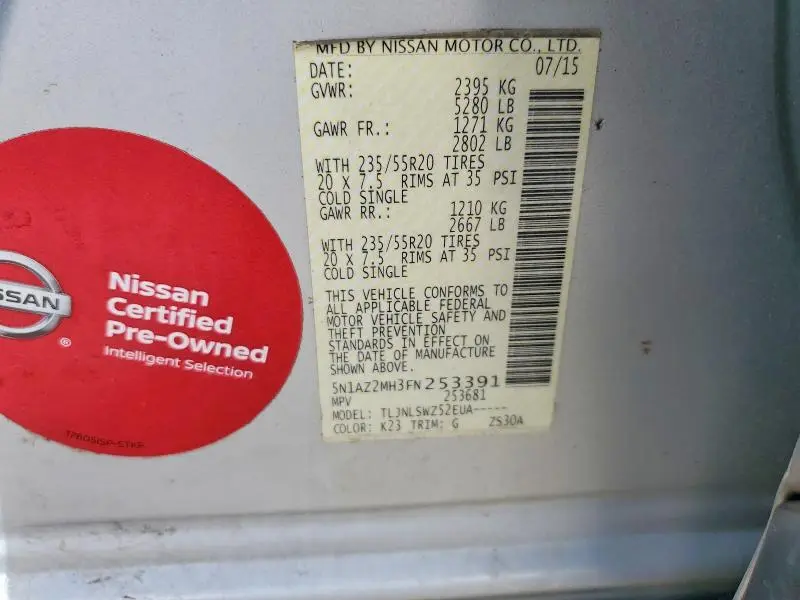 MFD BY NISSAN MOTOR CO., LTD.
DATE: 07/15
GVWR: 2395 KG
5280 LB
GAWR FR.: 1271 KG
2802 LB
WITH 235/55R20 TIRES
20 X 7.5 RIMS AT 35 PSI
COLD SINGLE
GAWR RR.: 1210 KG
2667 LB
WITH 235/55R20 TIRES
20 X 7.5 RIMS AT 35 PSI
COLD SINGLE
THIS VEHICLE CONFORMS TO
ALL APPLICABLE FEDERAL
MOTOR VEHICLE SAFETY AND
THEFT PREVENTION
STANDARDS IN EFFECT ON
THE DATE OF MANUFACTURE
SHOWN ABOVE.
5N1AZ2MH3FN253391
MPV 253681
MODEL: TL3NLSWZ52EUA-----
COLOR: K23 TRIM: G ZS30A
SSAN
®
Nissan
Certified
Pre-Owned
Intelligent Selection